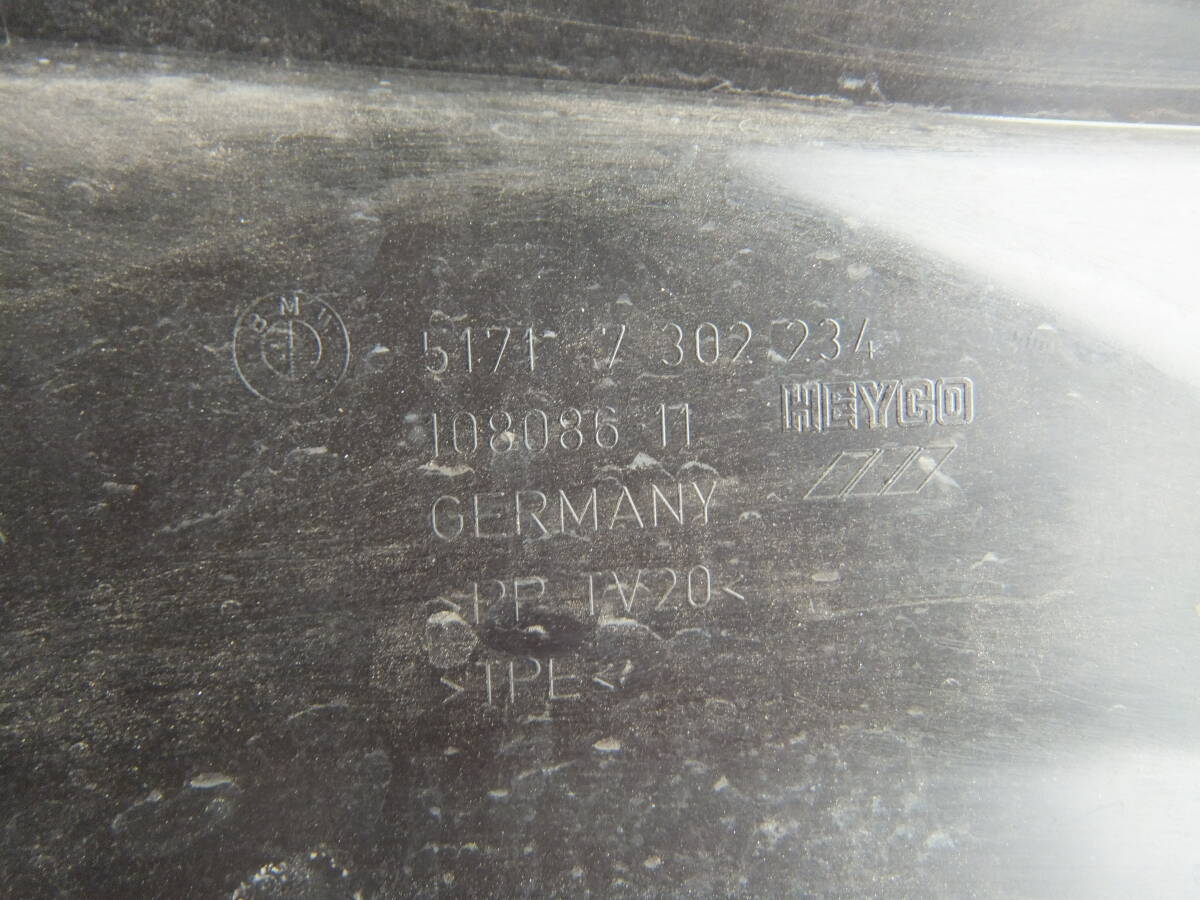 BMW
5171 7 302 234
HEYCO
108086 11
GERMANY
>PP TV20<
>TPE<